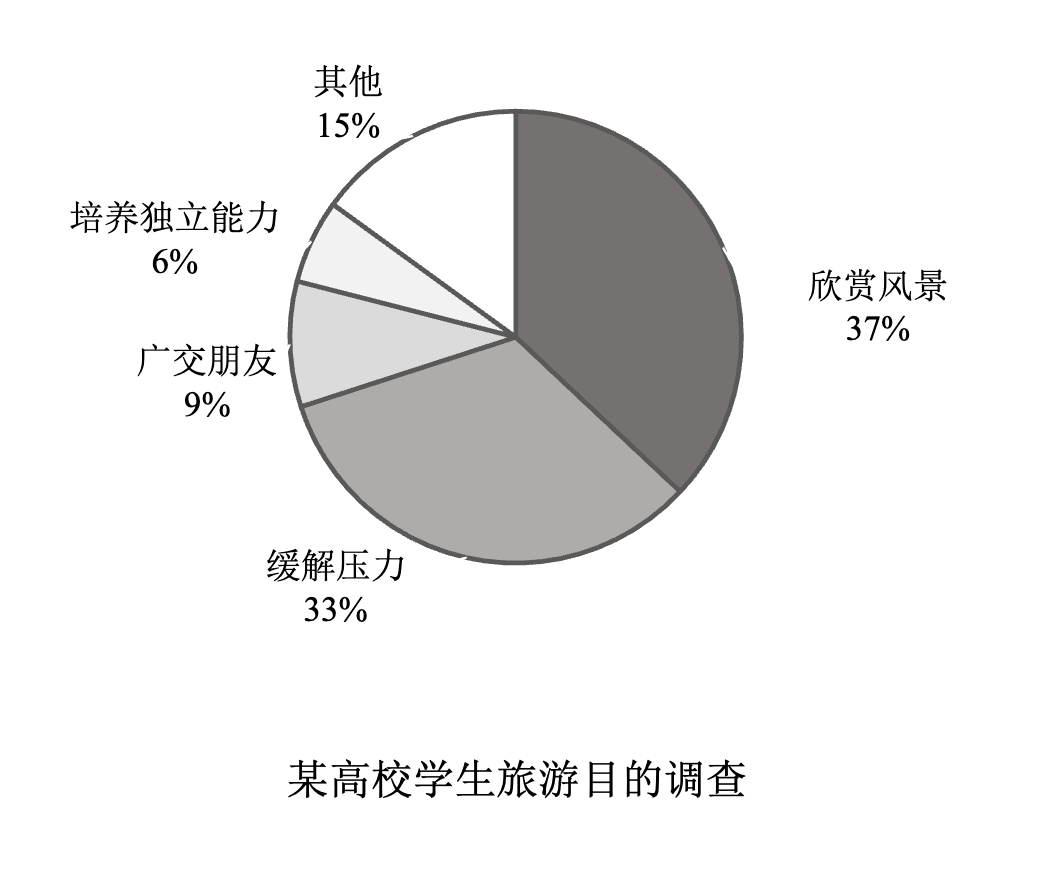 其他
15%
培养独立能力
6%
欣赏风景
37%
广交朋友
9%
缓解压力
33%
某高校学生旅游目的调查